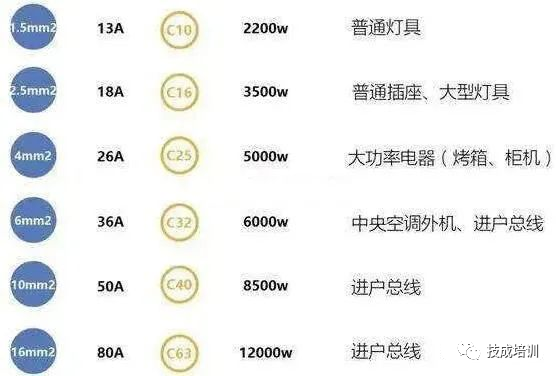 1.5mm2 13A C10 2200w 普通灯具
2.5mm2 18A C16 3500w 普通插座、大型灯具
4mm2 26A C25 5000w 大功率电器（烤箱、柜机）
6mm2 36A C32 6000w 中央空调外机、进户总线
10mm2 50A C40 8500w 进户总线
16mm2 80A C63 12000w 进户总线
技成培训